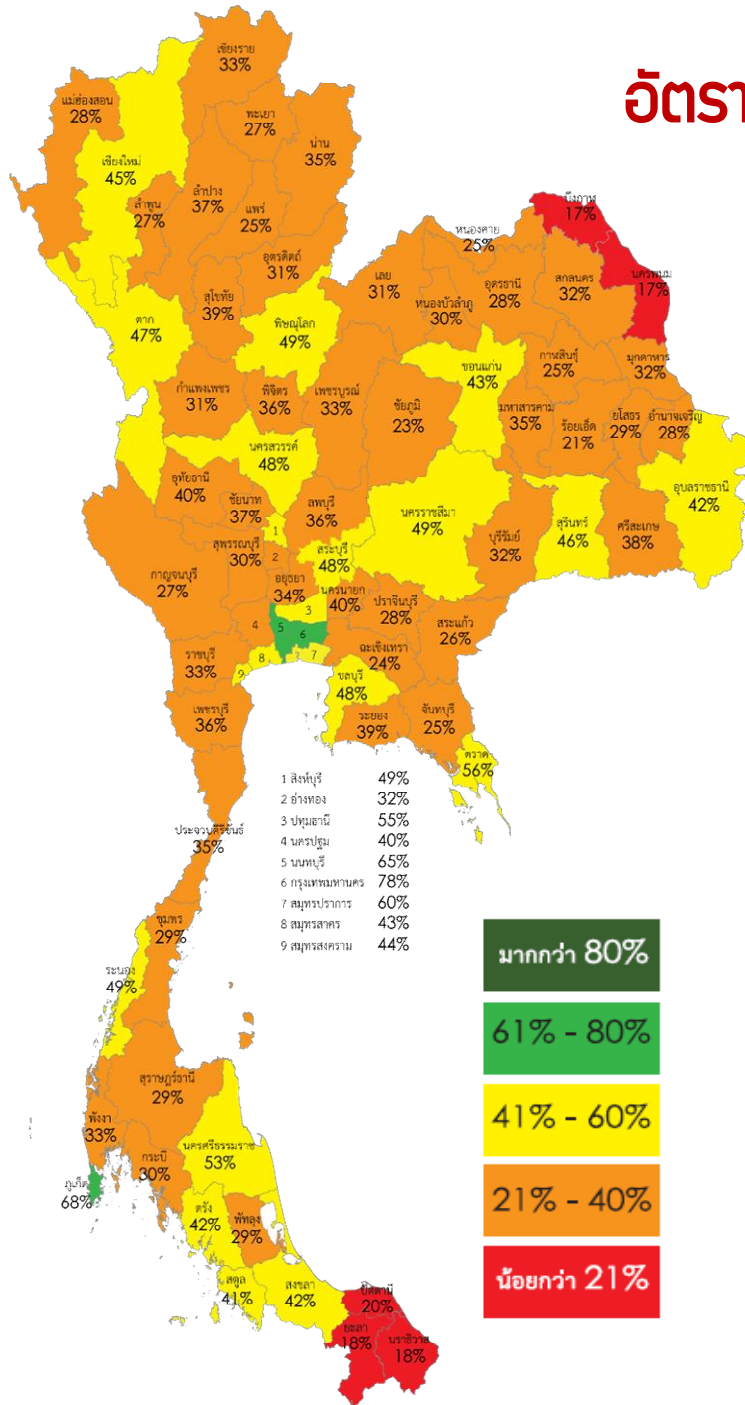 อัตรา
เชียงราย
33%
แม่ฮ่องสอน
28%
พะเยา
27%
น่าน
35%
เชียงใหม่
45%
ลำปาง
37%
ลำพูน
27%
แพร่
25%
บึงกาฬ
17%
หนองคาย
25%
อุตรดิตถ์
31%
เลย
31%
อุดรธานี
28%
สกลนคร
32%
นครพนม
17%
สุโขทัย
39%
หนองบัวลำภู
30%
ตาก
47%
พิษณุโลก
49%
ขอนแก่น
43%
กาฬสินธุ์
25%
มุกดาหาร
32%
กำแพงเพชร
31%
พิจิตร
36%
เพชรบูรณ์
33%
ชัยภูมิ
23%
มหาสารคาม
35%
ร้อยเอ็ด
21%
ยโสธร
29%
อำนาจเจริญ
28%
นครสวรรค์
48%
อุทัยธานี
40%
ชัยนาท
37%
ลพบุรี
36%
นครราชสีมา
49%
บุรีรัมย์
32%
สุรินทร์
46%
ศรีสะเกษ
38%
อุบลราชธานี
42%
1
สุพรรณบุรี
30%
2
สระบุรี
48%
กาญจนบุรี
27%
อยุธยา
34%
นครนายก
40%
ปราจีนบุรี
28%
สระแก้ว
26%
3
4
5
6
ฉะเชิงเทรา
24%
ราชบุรี
33%
7
8
9
ชลบุรี
48%
เพชรบุรี
36%
ระยอง
39%
จันทบุรี
25%
ตราด
56%
1 สิงห์บุรี 49%
2 อ่างทอง 32%
3 ปทุมธานี 55%
4 นครปฐม 40%
5 นนทบุรี 65%
6 กรุงเทพมหานคร 78%
7 สมุทรปราการ 60%
8 สมุทรสาคร 43%
9 สมุทรสงคราม 44%
ประจวบคีรีขันธ์
35%
ชุมพร
29%
ระนอง
49%
สุราษฎร์ธานี
29%
พังงา
33%
กระบี่
30%
นครศรีธรรมราช
53%
ภูเก็ต
68%
ตรัง
42%
พัทลุง
29%
สตูล
41%
สงขลา
42%
ปัตตานี
20%
ยะลา
18%
นราธิวาส
18%
มากกว่า 80%
61% - 80%
41% - 60%
21% - 40%
น้อยกว่า 21%